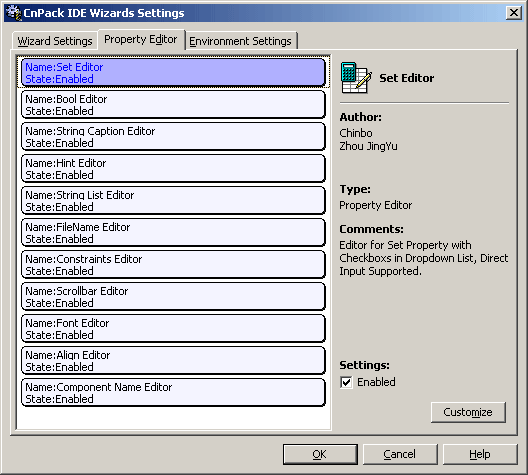 CnPack IDE Wizards Settings
Wizard Settings
Property Editor
Environment Settings
Name:Set Editor
State:Enabled
Name:Bool Editor
State:Enabled
Name:String Caption Editor
State:Enabled
Name:Hint Editor
State:Enabled
Name:String List Editor
State:Enabled
Name:FileName Editor
State:Enabled
Name:Constraints Editor
State:Enabled
Name:Scrollbar Editor
State:Enabled
Name:Font Editor
State:Enabled
Name:Align Editor
State:Enabled
Name:Component Name Editor
State:Enabled
Set Editor
Author:
Chinbo
Zhou JingYu
Type:
Property Editor
Comments:
Editor for Set Property with
Checkboxs in Dropdown List, Direct
Input Supported.
Settings:
Enabled
Customize
OK
Cancel
Help